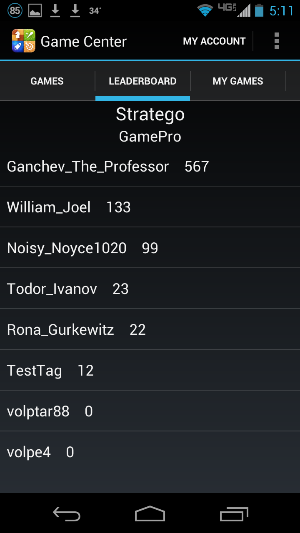 85 34° 4G 5:11
Game Center MY ACCOUNT
GAMES LEADERBOARD MY GAMES
Stratego
GamePro
Ganchev_The_Professor 567
William_Joel 133
Noisy_Noyce1020 99
Todor_Ivanov 23
Rona_Gurkewitz 22
TestTag 12
volptar88 0
volpe4 0